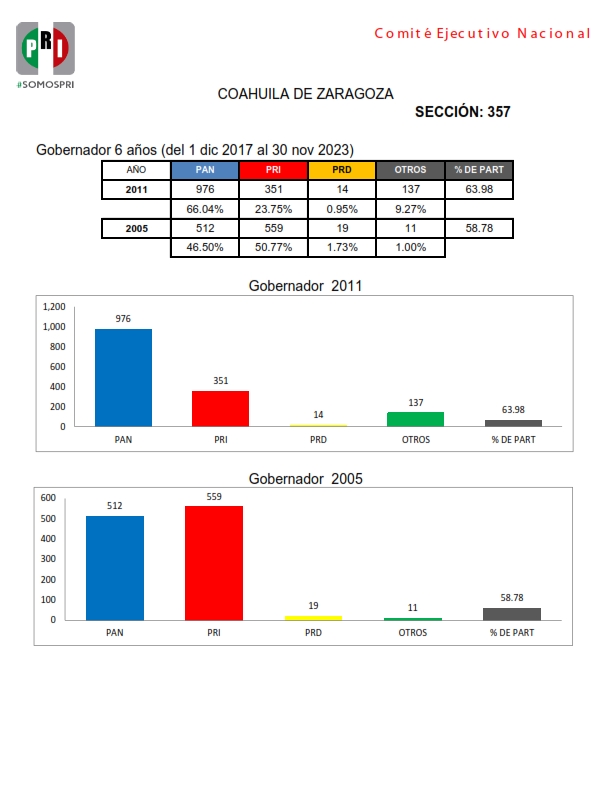 PRI
#SOMOSPRI
Comité Ejecutivo Nacional
COAHUILA DE ZARAGOZA
SECCIÓN: 357
Gobernador 6 años (del 1 dic 2017 al 30 nov 2023)
AÑO PAN PRI PRD OTROS % DE PART
2011 976 351 14 137 63.98
66.04% 23.75% 0.95% 9.27%
2005 512 559 19 11 58.78
46.50% 50.77% 1.73% 1.00%
Gobernador 2011
1,200
1,000
800
600
400
200
0
976
351
14
137
63.98
PAN PRI PRD OTROS % DE PART
Gobernador 2005
600
500
400
300
200
100
0
512
559
19
11
58.78
PAN PRI PRD OTROS % DE PART